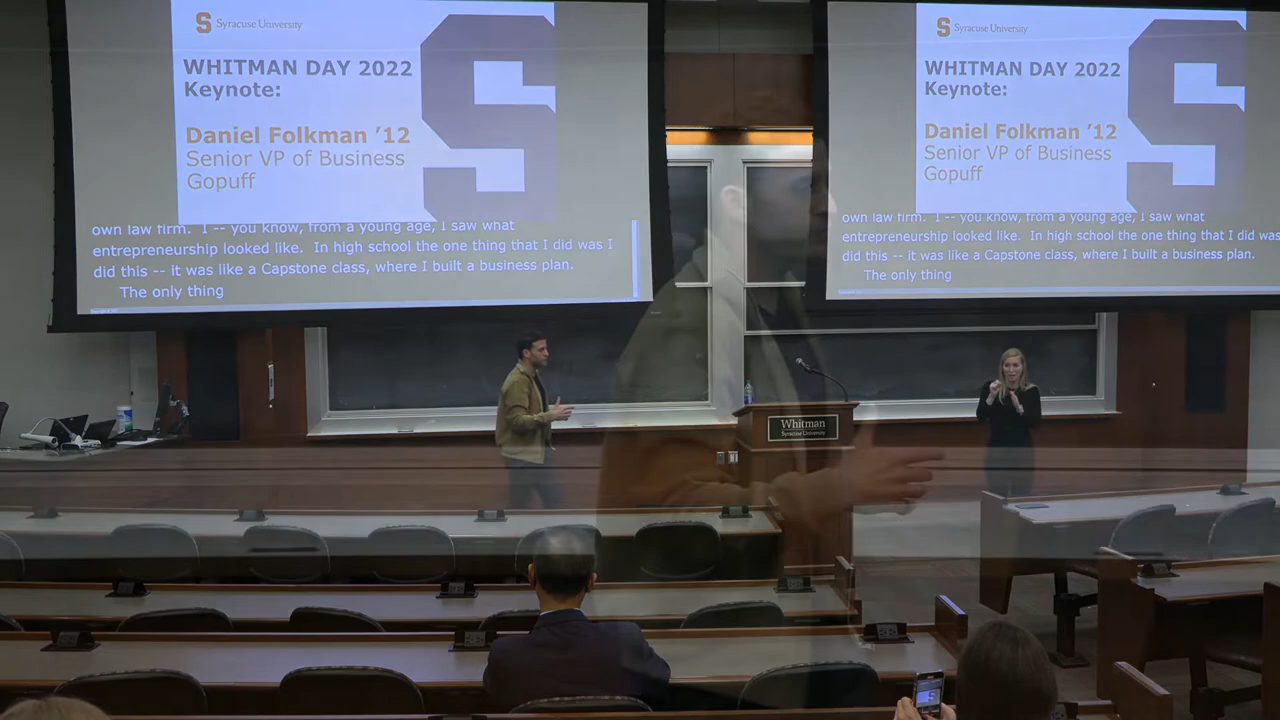 Syracuse University
WHITMAN DAY 2022
Keynote:
Daniel Folkman ’12
Senior VP of Business
Gopuff
own law firm. I -- you know, from a young age, I saw what
entrepreneurship looked like. In high school the one thing that I did was I
did this -- it was like a Capstone class, where I built a business plan.
The only thing
Syracuse University
WHITMAN DAY 2022
Keynote:
Daniel Folkman ’12
Senior VP of Business
Gopuff
own law firm. I -- you know, from a young age, I saw what
entrepreneurship looked like. In high school the one thing that I did was
did this -- it was like a Capstone class, where I built a business plan.
The only thing
Whitman
Syracuse University